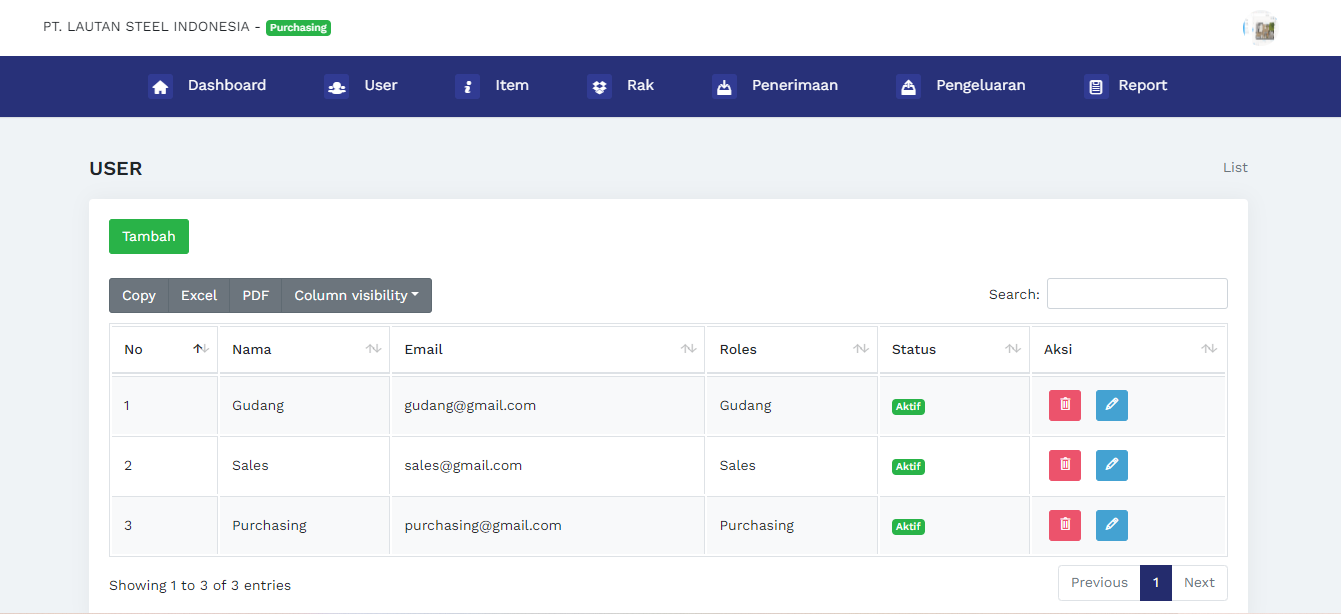 PT. LAUTAN STEEL INDONESIA - Purchasing
Dashboard User Item Rak Penerimaan Pengeluaran Report
USER List
Tambah
Copy Excel PDF Column visibility Search:
No Nama Email Roles Status Aksi
1 Gudang gudang@gmail.com Gudang Aktif
2 Sales sales@gmail.com Sales Aktif
3 Purchasing purchasing@gmail.com Purchasing Aktif
Showing 1 to 3 of 3 entries Previous 1 Next